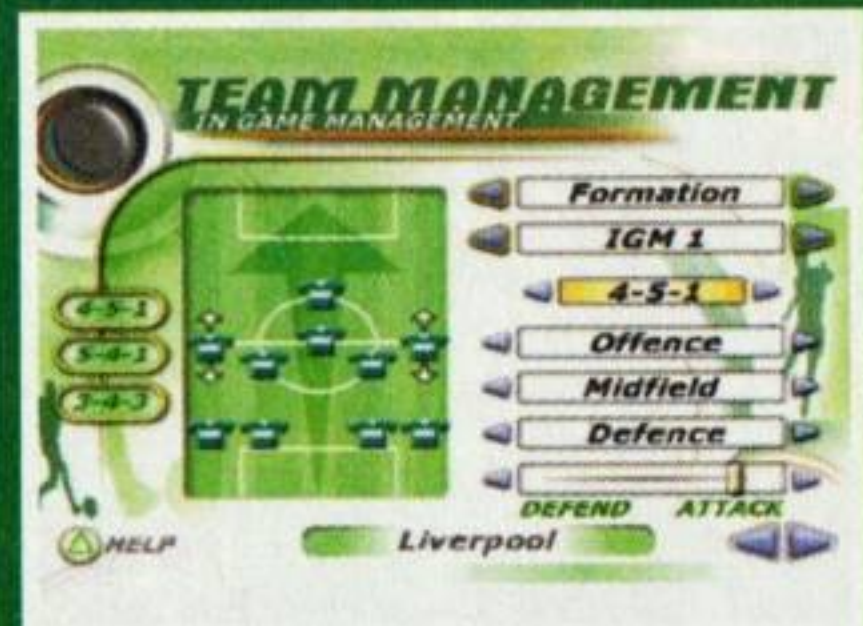 TEAM MANAGEMENT
IN GAME MANAGEMENT
Formation
IGM 1
4-5-1
Offence
Midfield
Defence
DEFEND ATTACK
4-5-1
5-4-1
3-4-3
HELP
Liverpool